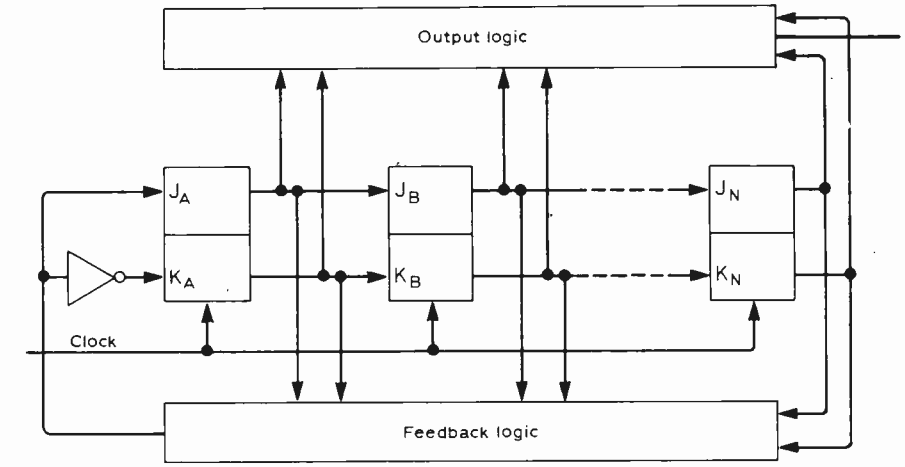 Output logic
J_A
J_B
J_N
K_A
K_B
K_N
Clock
Feedback logic